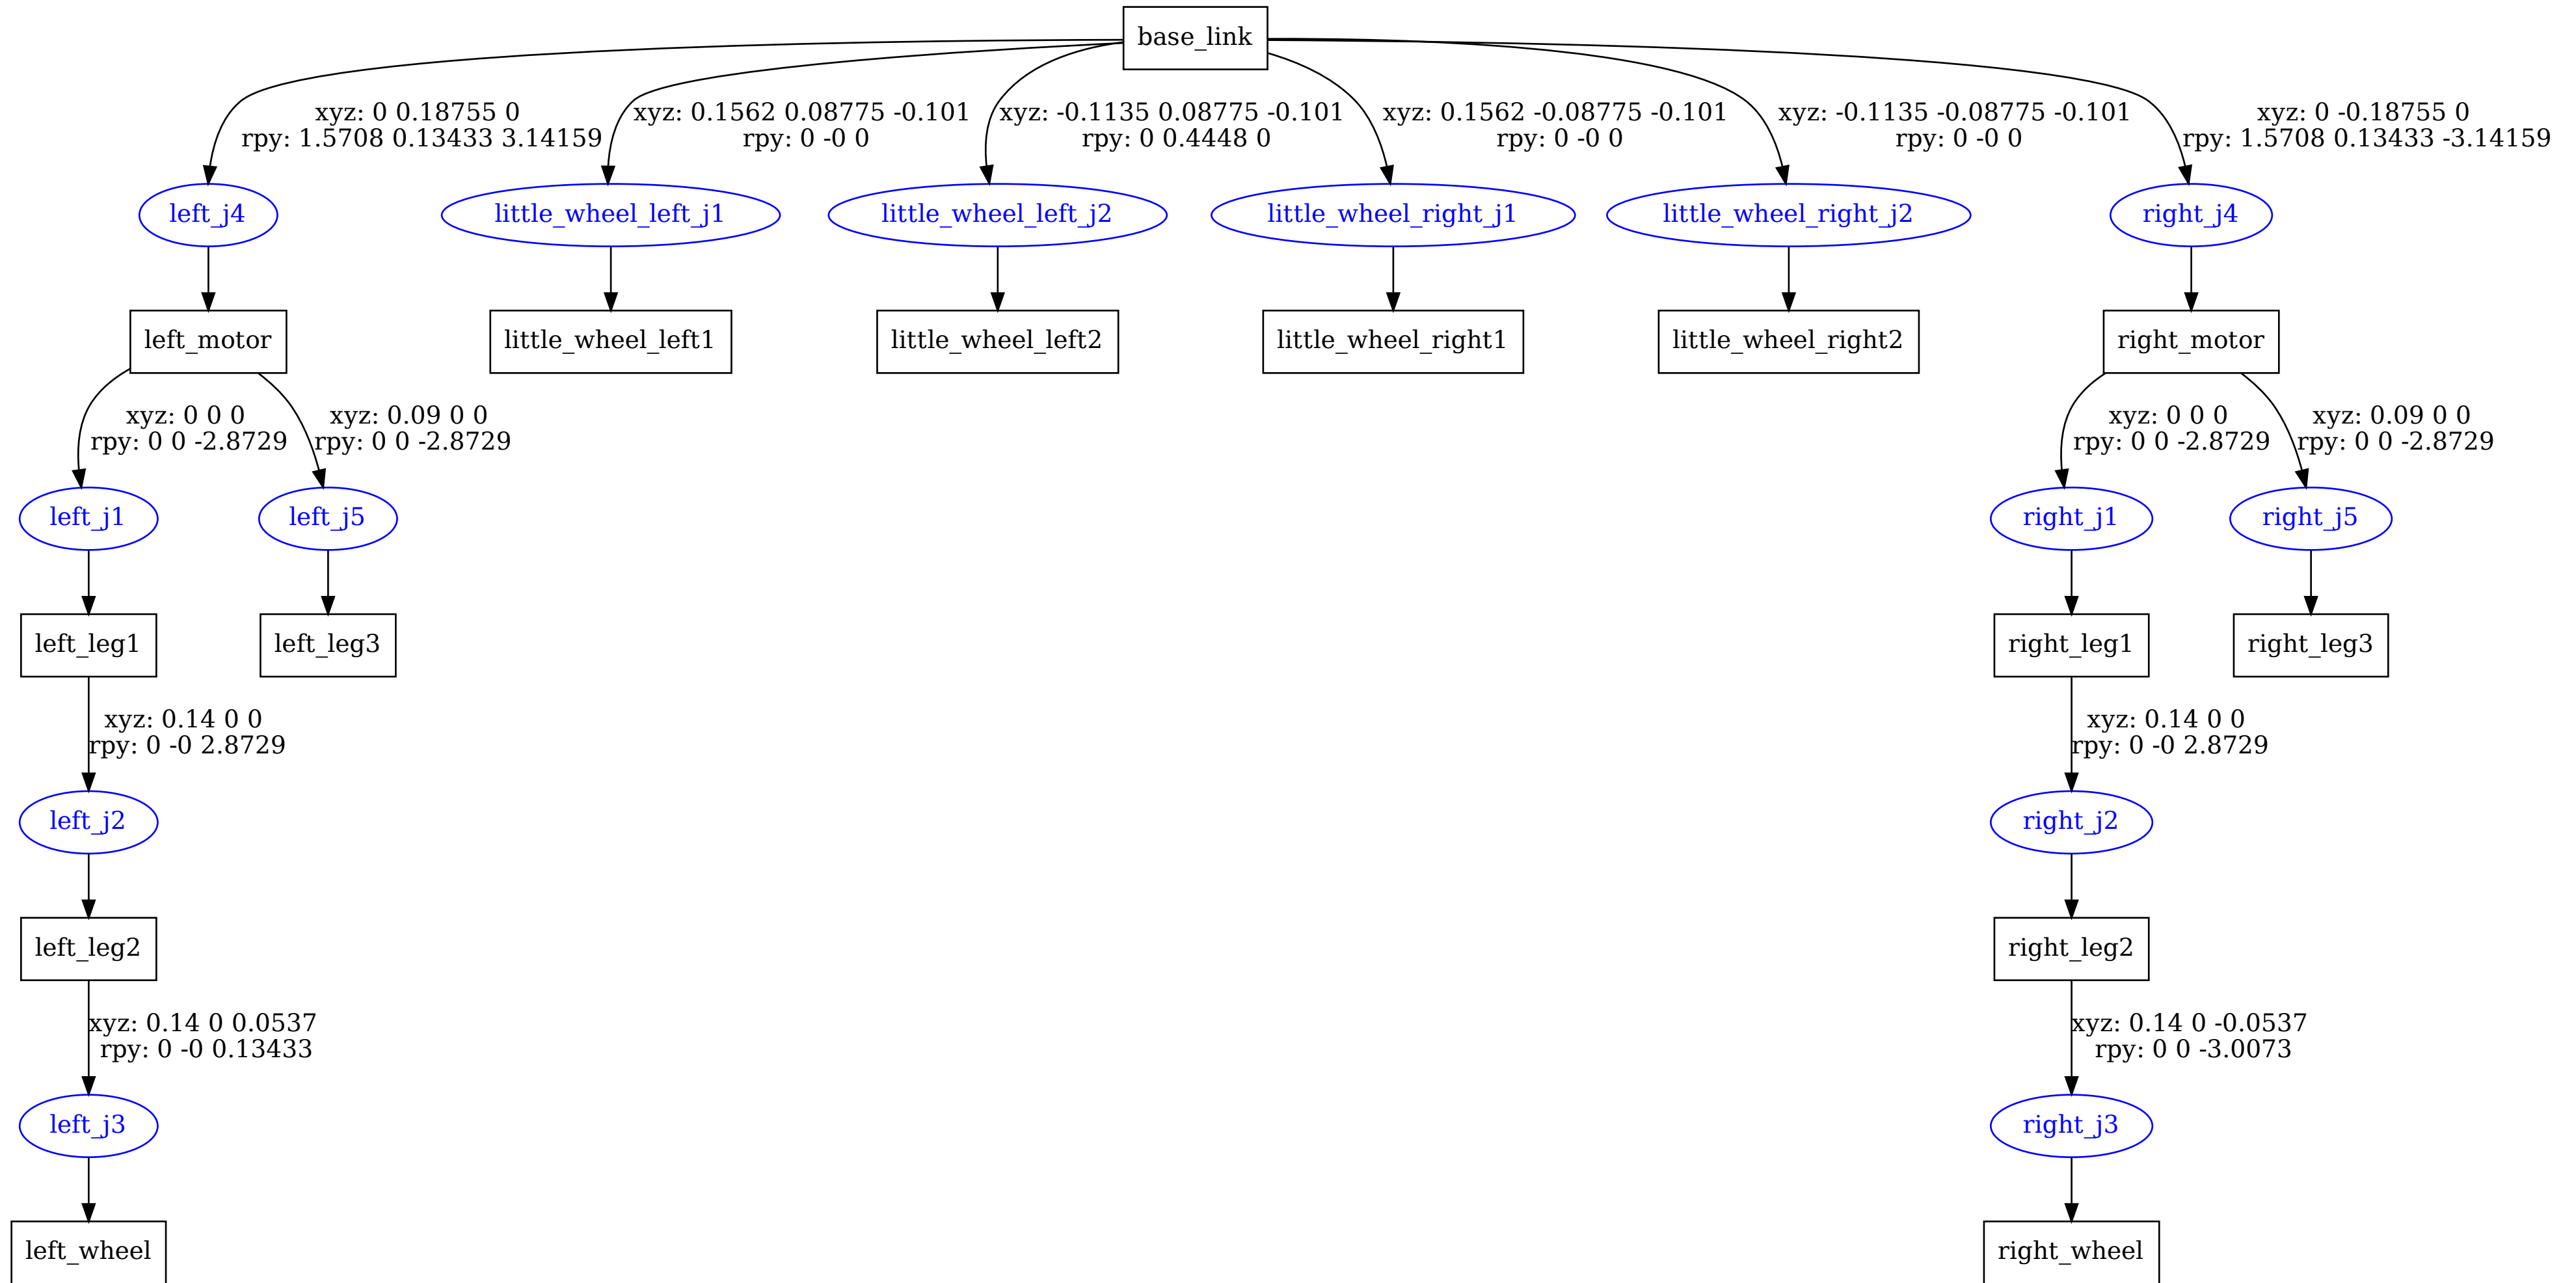 base_link
xyz: 0 0.18755 0
rpy: 1.5708 0.13433 3.14159
xyz: 0.1562 0.08775 -0.101
rpy: 0 -0 0
xyz: -0.1135 0.08775 -0.101
rpy: 0 0.4448 0
xyz: 0.1562 -0.08775 -0.101
rpy: 0 -0 0
xyz: -0.1135 -0.08775 -0.101
rpy: 0 -0 0
xyz: 0 -0.18755 0
rpy: 1.5708 0.13433 -3.14159
left_j4
little_wheel_left_j1
little_wheel_left_j2
little_wheel_right_j1
little_wheel_right_j2
right_j4
left_motor
little_wheel_left1
little_wheel_left2
little_wheel_right1
little_wheel_right2
right_motor
xyz: 0 0 0
rpy: 0 0 -2.8729
xyz: 0.09 0 0
rpy: 0 0 -2.8729
xyz: 0 0 0
rpy: 0 0 -2.8729
xyz: 0.09 0 0
rpy: 0 0 -2.8729
left_j1
left_j5
right_j1
right_j5
left_leg1
left_leg3
right_leg1
right_leg3
xyz: 0.14 0 0
rpy: 0 -0 2.8729
xyz: 0.14 0 0
rpy: 0 -0 2.8729
left_j2
right_j2
left_leg2
right_leg2
xyz: 0.14 0 0.0537
rpy: 0 -0 0.13433
xyz: 0.14 0 -0.0537
rpy: 0 0 -3.0073
left_j3
right_j3
left_wheel
right_wheel